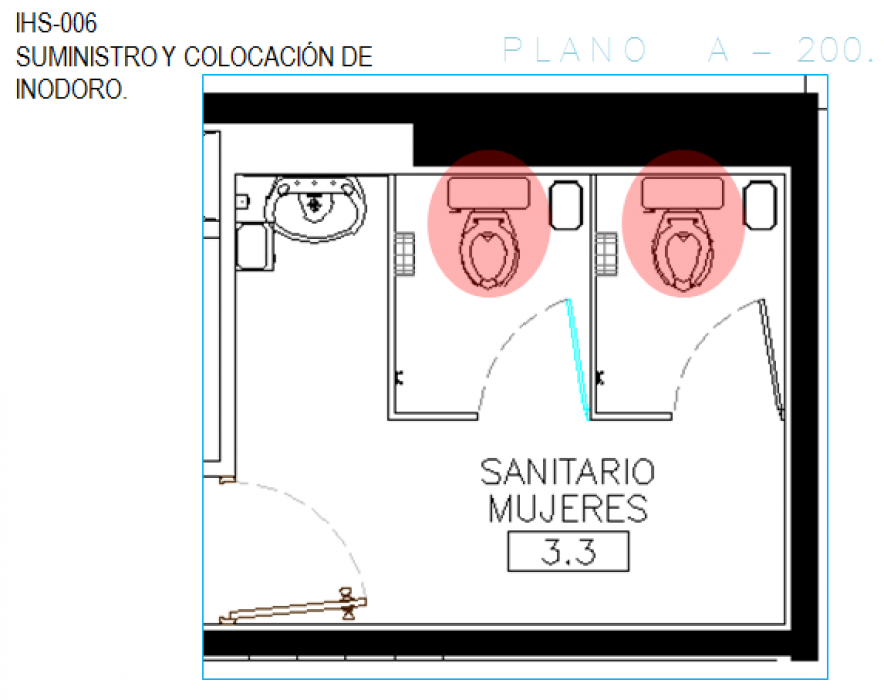 IHS-006
SUMINISTRO Y COLOCACIÓN DE
INODORO.
PLANO A - 200.
SANITARIO
MUJERES
3.3